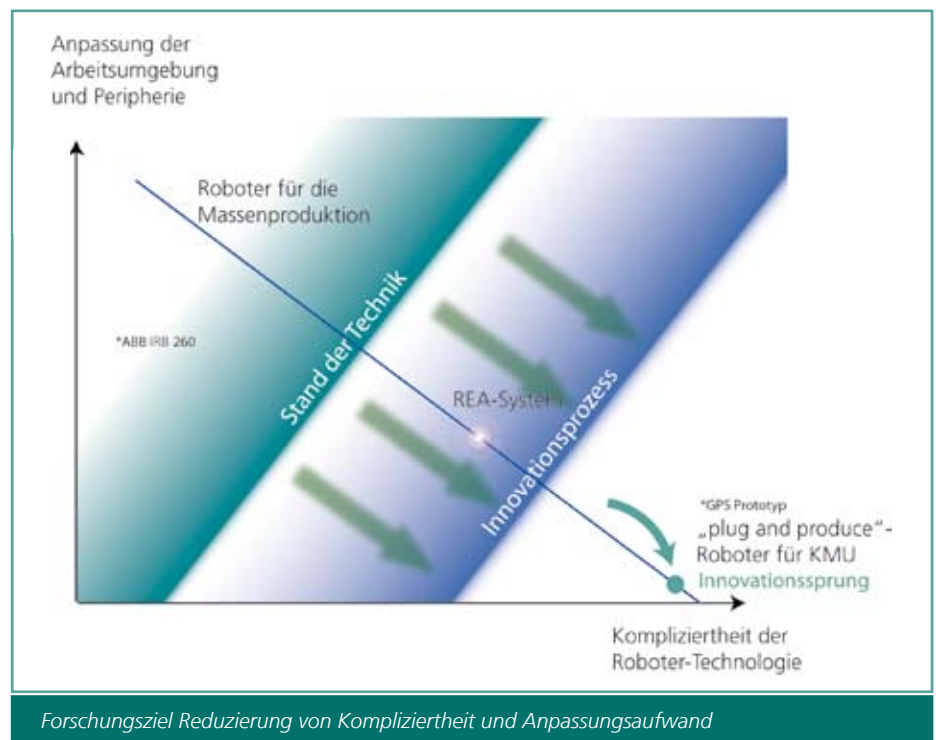 Anpassung der
Arbeitsumgebung
und Peripherie
Roboter für die
Massenproduktion
*ABB IRB 260
Stand der Technik
REA-System
Innovationsprozess
*GPS Prototyp
„plug and produce“-
Roboter für KMU
Innovationssprung
Kompliziertheit der
Roboter-Technologie
Forschungsziel Reduzierung von Kompliziertheit und Anpassungsaufwand